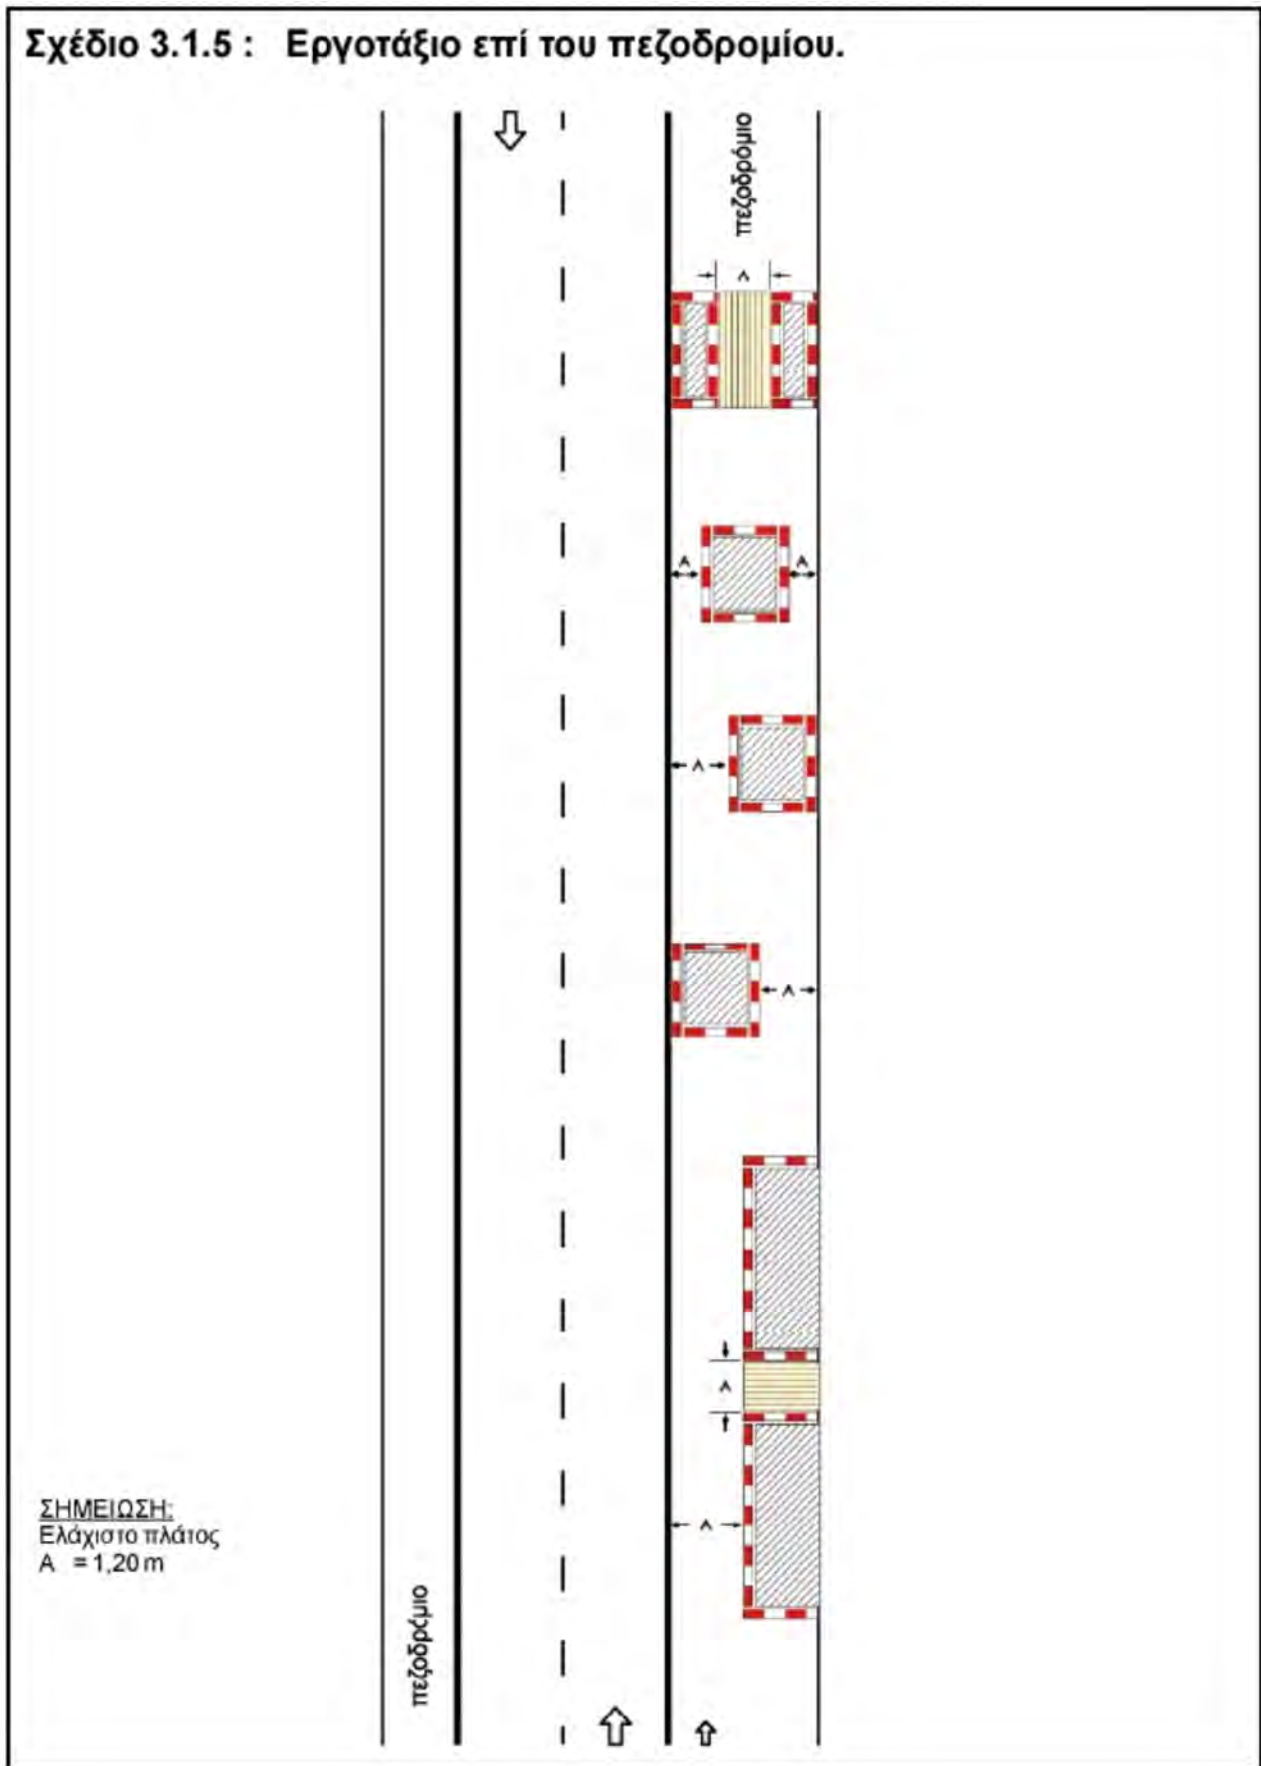 Σχέδιο 3.1.5 : Εργοτάξιο επί του πεζοδρομίου.
πεζοδρόμιο
Α
Α Α
Α
Α
Α
Α
ΣΗΜΕΙΩΣΗ:
Ελάχιστο πλάτος
Α = 1,20 m
πεζοδρόμιο